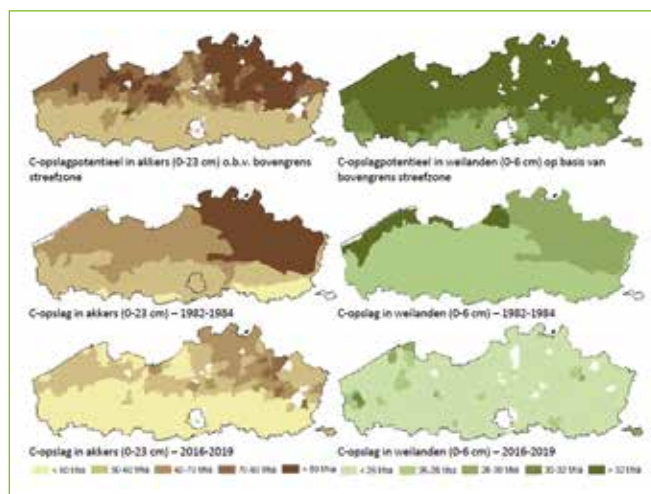 C-opslagpotentieel in akkers (0-23 cm) o.b.v. bovengrens
streefzone
C-opslagpotentieel in weilanden (0-6 cm) op basis van
bovengrens streefzone
C-opslag in akkers (0-23 cm) – 1982-1984
C-opslag in weilanden (0-6 cm) – 1982-1984
C-opslag in akkers (0-23 cm) – 2016-2019
C-opslag in weilanden (0-6 cm) – 2016-2019